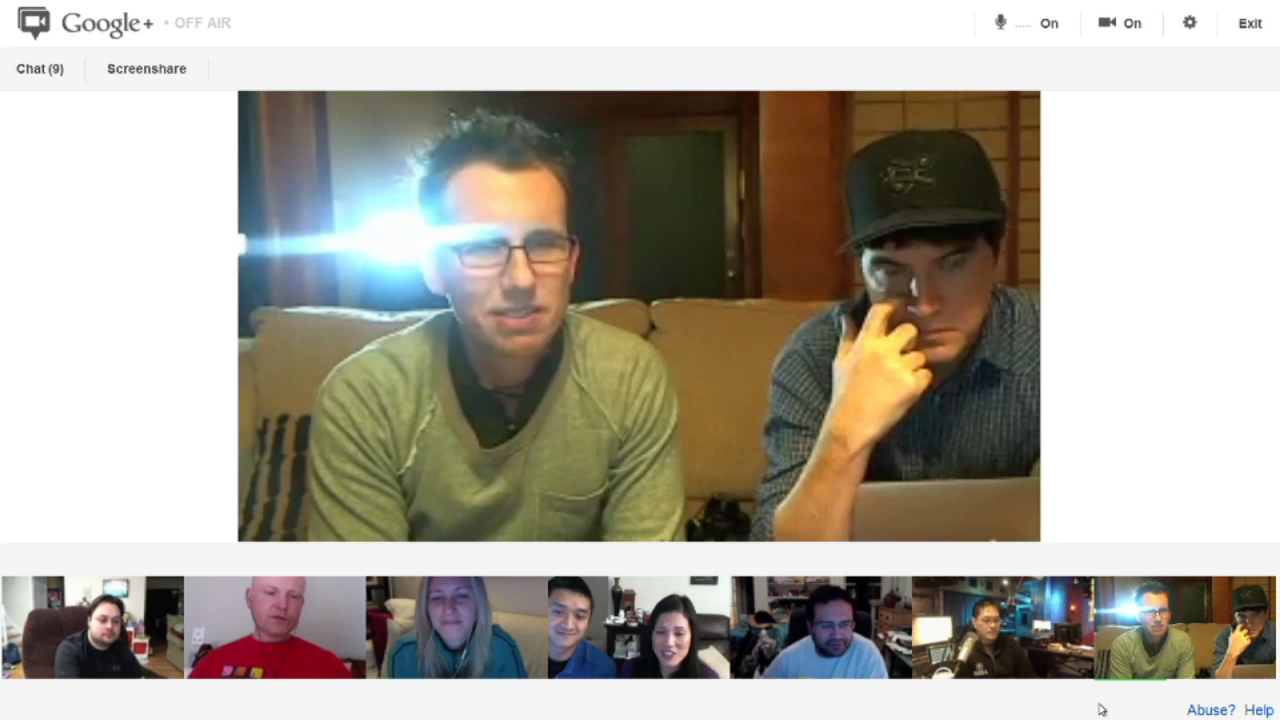 Google+ • OFF AIR
..... On
On
Exit
Chat (9)
Screenshare
Abuse? Help